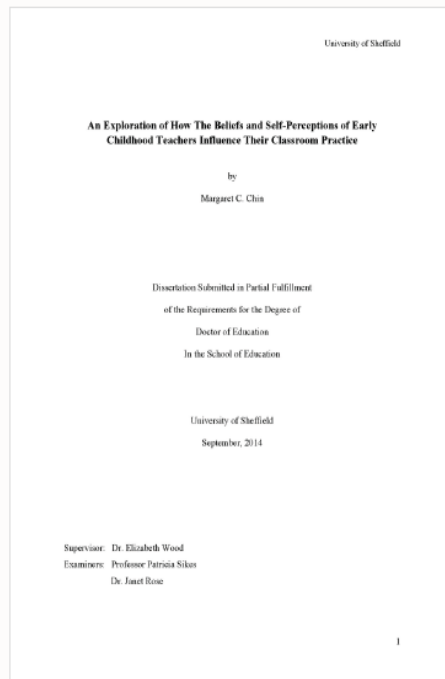 University of Sheffield
An Exploration of How The Beliefs and Self-Perceptions of Early
Childhood Teachers Influence Their Classroom Practice
by
Margaret C. Chin
Dissertation Submitted in Partial Fulfillment
of the Requirements for the Degree of
Doctor of Education
In the School of Education
University of Sheffield
September, 2014
Supervisor: Dr. Elizabeth Wood
Examiners: Professor Patricia Sikes
Dr. Janet Rose
1